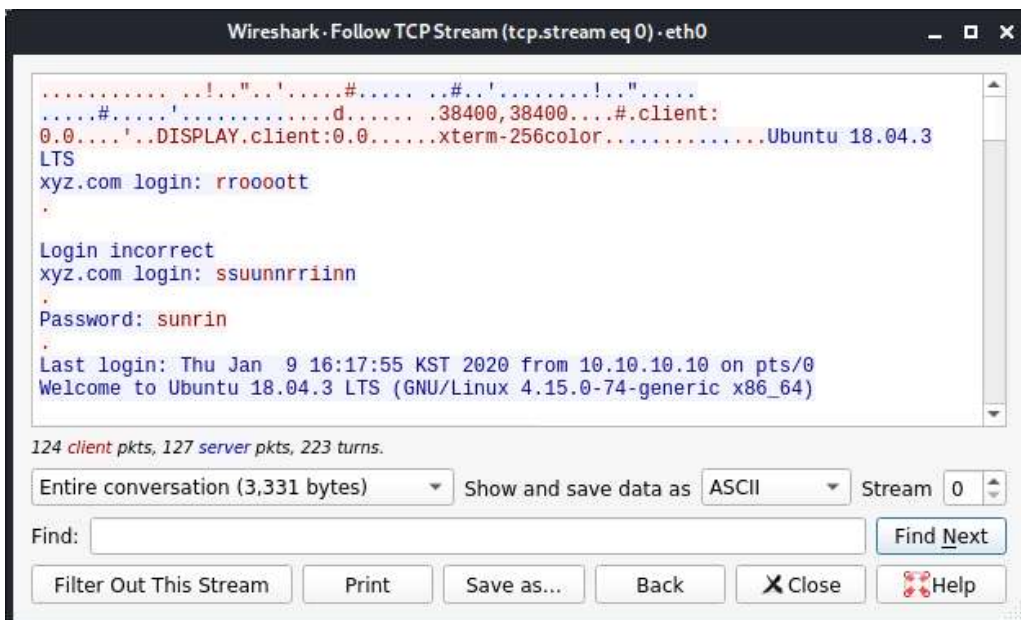 Wireshark · Follow TCP Stream (tcp.stream eq 0) · eth0
........... ..!.."..'.....#..... ..#..'........!..".....
.....#.....'.............d...... .38400,38400....#.client:
0.0....'..DISPLAY.client:0.0......xterm-256color..............Ubuntu 18.04.3
LTS
xyz.com login: rroooott
.
Login incorrect
xyz.com login: ssuunnrriinn
.
Password: sunrin
.
Last login: Thu Jan  9 16:17:55 KST 2020 from 10.10.10.10 on pts/0
Welcome to Ubuntu 18.04.3 LTS (GNU/Linux 4.15.0-74-generic x86_64)
124 client pkts, 127 server pkts, 223 turns.
Entire conversation (3,331 bytes) Show and save data as ASCII Stream 0
Find: Find Next
Filter Out This Stream Print Save as... Back Close Help